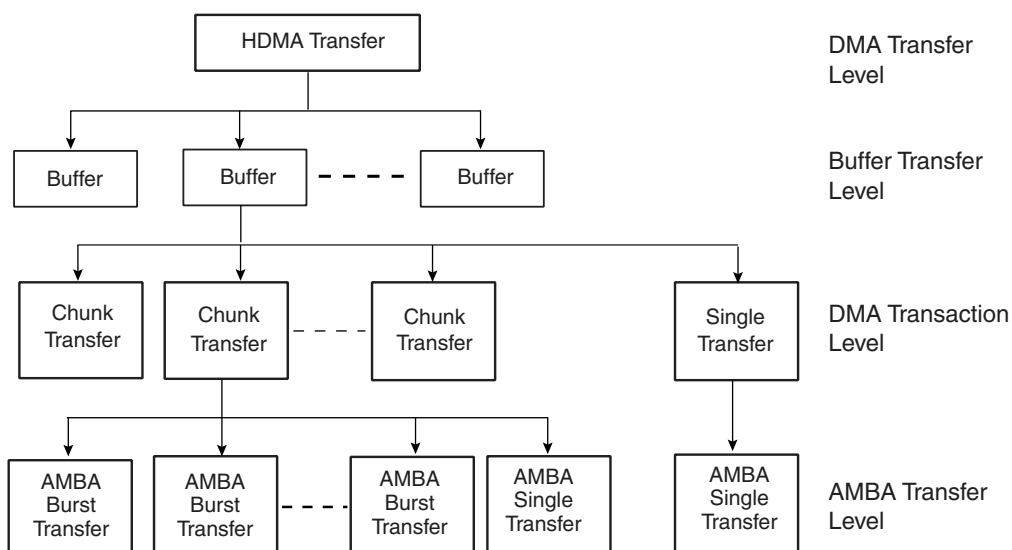 HDMA Transfer
DMA Transfer
Level
Buffer
Buffer
Buffer
Buffer Transfer
Level
Chunk
Transfer
Chunk
Transfer
Chunk
Transfer
Single
Transfer
DMA Transaction
Level
AMBA
Burst
Transfer
AMBA
Burst
Transfer
AMBA
Burst
Transfer
AMBA
Single
Transfer
AMBA
Single
Transfer
AMBA Transfer
Level